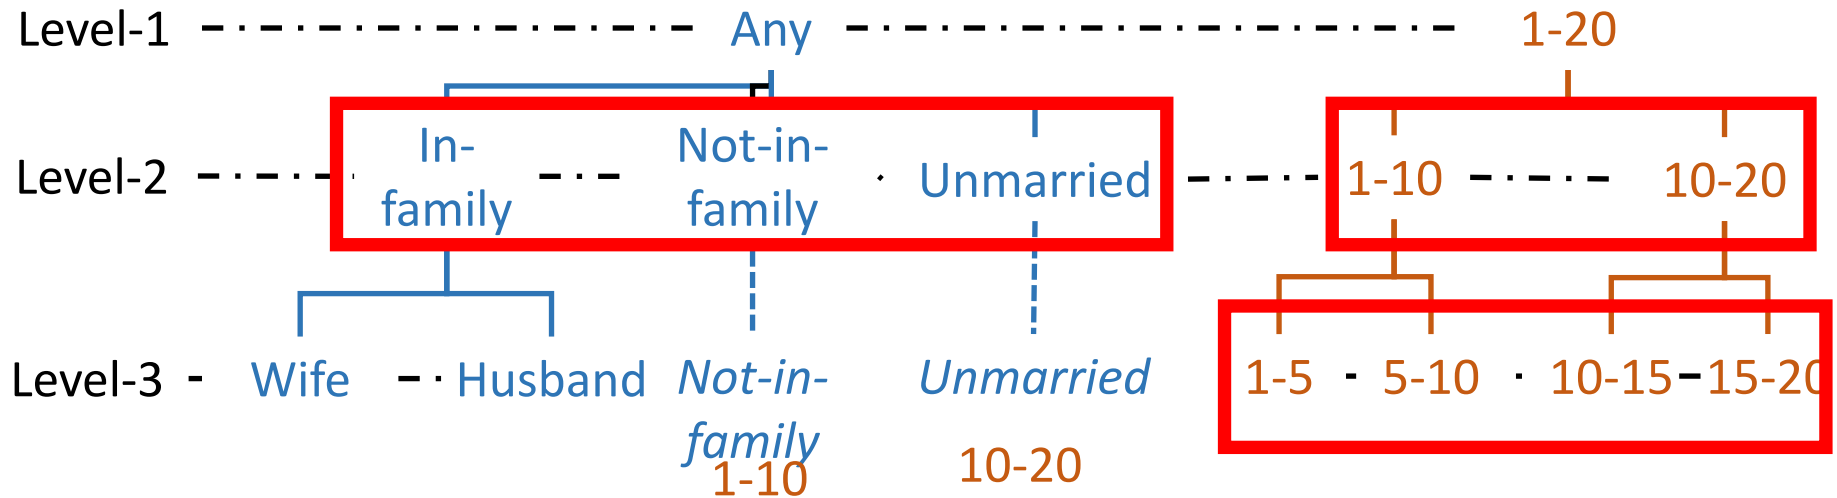 Level-1 Any 1-20
In- Not-in-
Level-2 family family Unmarried 1-10 10-20
Level-3 Wife Husband Not-in- Unmarried 1-5 5-10 10-15 15-20
family
1-10 10-20